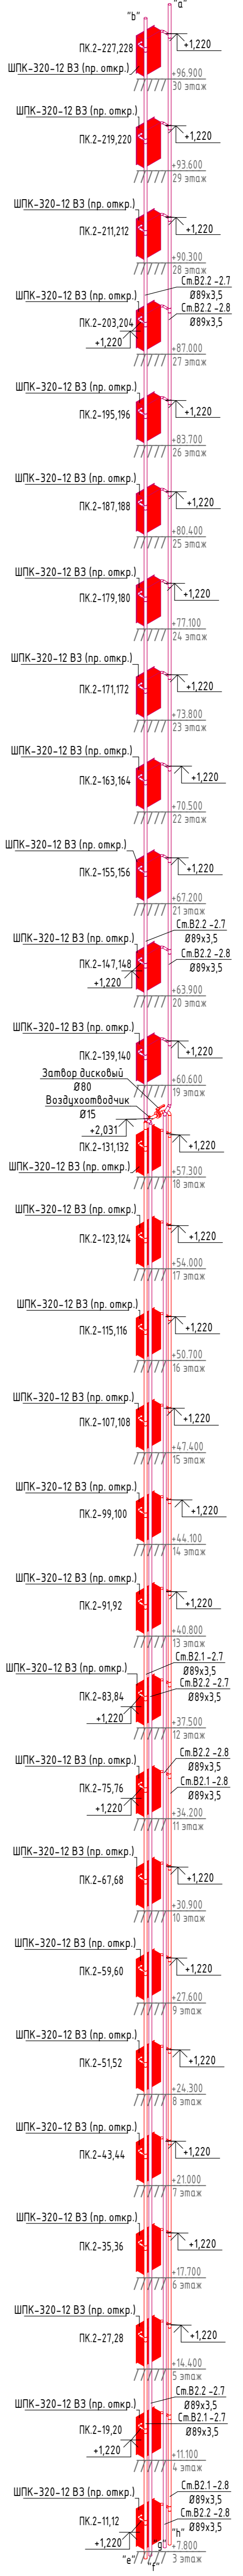 "a"
"b"
+1,220
ПК.2-227,228
ШПК-320-12 ВЗ (пр. откр.)
+96.900
30 этаж
ШПК-320-12 ВЗ (пр. откр.)
+1,220
ПК.2-219,220
+93.600
29 этаж
ШПК-320-12 ВЗ (пр. откр.)
+1,220
ПК.2-211,212
+90.300
28 этаж
Ст.В2.2 -2.7
Ø89х3,5
ШПК-320-12 ВЗ (пр. откр.)
Ст.В2.2 -2.8
Ø89х3,5
ПК.2-203,204
+1,220
+87.000
27 этаж
ШПК-320-12 ВЗ (пр. откр.)
+1,220
ПК.2-195,196
+83.700
26 этаж
ШПК-320-12 ВЗ (пр. откр.)
+1,220
ПК.2-187,188
+80.400
25 этаж
ШПК-320-12 ВЗ (пр. откр.)
+1,220
ПК.2-179,180
+77.100
24 этаж
ШПК-320-12 ВЗ (пр. откр.)
+1,220
ПК.2-171,172
+73.800
23 этаж
ШПК-320-12 ВЗ (пр. откр.)
+1,220
ПК.2-163,164
+70.500
22 этаж
ШПК-320-12 ВЗ (пр. откр.)
+1,220
ПК.2-155,156
+67.200
21 этаж
Ст.В2.2 -2.7
Ø89х3,5
ШПК-320-12 ВЗ (пр. откр.)
Ст.В2.2 -2.8
Ø89х3,5
ПК.2-147,148
+1,220
+63.900
20 этаж
ШПК-320-12 ВЗ (пр. откр.)
+1,220
ПК.2-139,140
Затвор дисковый
Ø80
+60.600
19 этаж
Воздухоотводчик
Ø15
+2,031
+1,220
ПК.2-131,132
ШПК-320-12 ВЗ (пр. откр.)
+57.300
18 этаж
ШПК-320-12 ВЗ (пр. откр.)
+1,220
ПК.2-123,124
+54.000
17 этаж
ШПК-320-12 ВЗ (пр. откр.)
+1,220
ПК.2-115,116
+50.700
16 этаж
ШПК-320-12 ВЗ (пр. откр.)
+1,220
ПК.2-107,108
+47.400
15 этаж
ШПК-320-12 ВЗ (пр. откр.)
+1,220
ПК.2-99,100
+44.100
14 этаж
ШПК-320-12 ВЗ (пр. откр.)
+1,220
ПК.2-91,92
+40.800
13 этаж
Ст.В2.1 -2.7
Ø89х3,5
ШПК-320-12 ВЗ (пр. откр.)
Ст.В2.2 -2.7
Ø89х3,5
ПК.2-83,84
+1,220
+37.500
12 этаж
Ст.В2.2 -2.8
Ø89х3,5
ШПК-320-12 ВЗ (пр. откр.)
Ст.В2.1 -2.8
Ø89х3,5
ПК.2-75,76
+1,220
+34.200
11 этаж
ШПК-320-12 ВЗ (пр. откр.)
+1,220
ПК.2-67,68
+30.900
10 этаж
ШПК-320-12 ВЗ (пр. откр.)
+1,220
ПК.2-59,60
+27.600
9 этаж
ШПК-320-12 ВЗ (пр. откр.)
+1,220
ПК.2-51,52
+24.300
8 этаж
ШПК-320-12 ВЗ (пр. откр.)
+1,220
ПК.2-43,44
+21.000
7 этаж
ШПК-320-12 ВЗ (пр. откр.)
+1,220
ПК.2-35,36
+17.700
6 этаж
ШПК-320-12 ВЗ (пр. откр.)
+1,220
ПК.2-27,28
+14.400
5 этаж
Ст.В2.2 -2.7
Ø89х3,5
ШПК-320-12 ВЗ (пр. откр.)
Ст.В2.1 -2.7
Ø89х3,5
ПК.2-19,20
+1,220
+11.100
4 этаж
Ст.В2.1 -2.8
Ø89х3,5
ШПК-320-12 ВЗ (пр. откр.)
Ст.В2.2 -2.8
Ø89х3,5
ПК.2-11,12
+1,220
"h"
"g"
+7.800
3 этаж
"e"
"f"